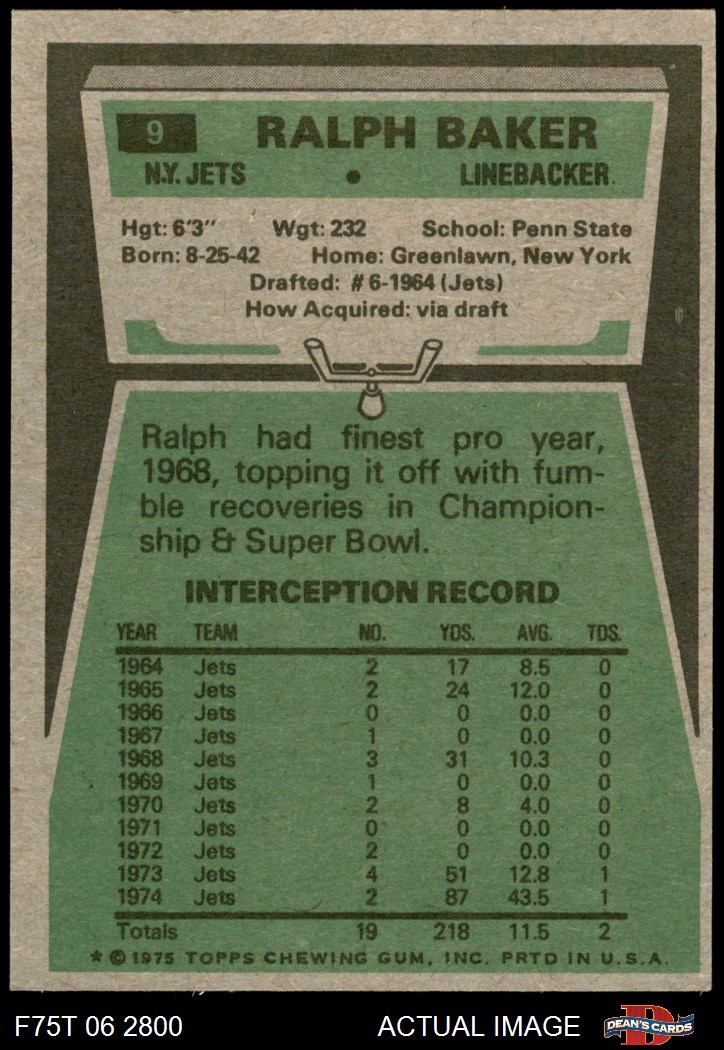 9 RALPH BAKER
N.Y. JETS • LINEBACKER
Hgt: 6'3" Wgt: 232 School: Penn State
Born: 8-25-42 Home: Greenlawn, New York
Drafted: #6-1964 (Jets)
How Acquired: via draft
Ralph had finest pro year,
1968, topping it off with fum-
ble recoveries in Champion-
ship & Super Bowl.
INTERCEPTION RECORD
YEAR TEAM NO. YDS. AVG. TDS.
1964 Jets 2 17 8.5 0
1965 Jets 2 24 12.0 0
1966 Jets 0 0 0.0 0
1967 Jets 1 0 0.0 0
1968 Jets 3 31 10.3 0
1969 Jets 1 0 0.0 0
1970 Jets 2 8 4.0 0
1971 Jets 0 0 0.0 0
1972 Jets 2 0 0.0 0
1973 Jets 4 51 12.8 1
1974 Jets 2 87 43.5 1
Totals 19 218 11.5 2
* © 1975 TOPPS CHEWING GUM, INC. PRTD IN U.S.A.
F75T 06 2800 ACTUAL IMAGE D DEAN'S CARDS